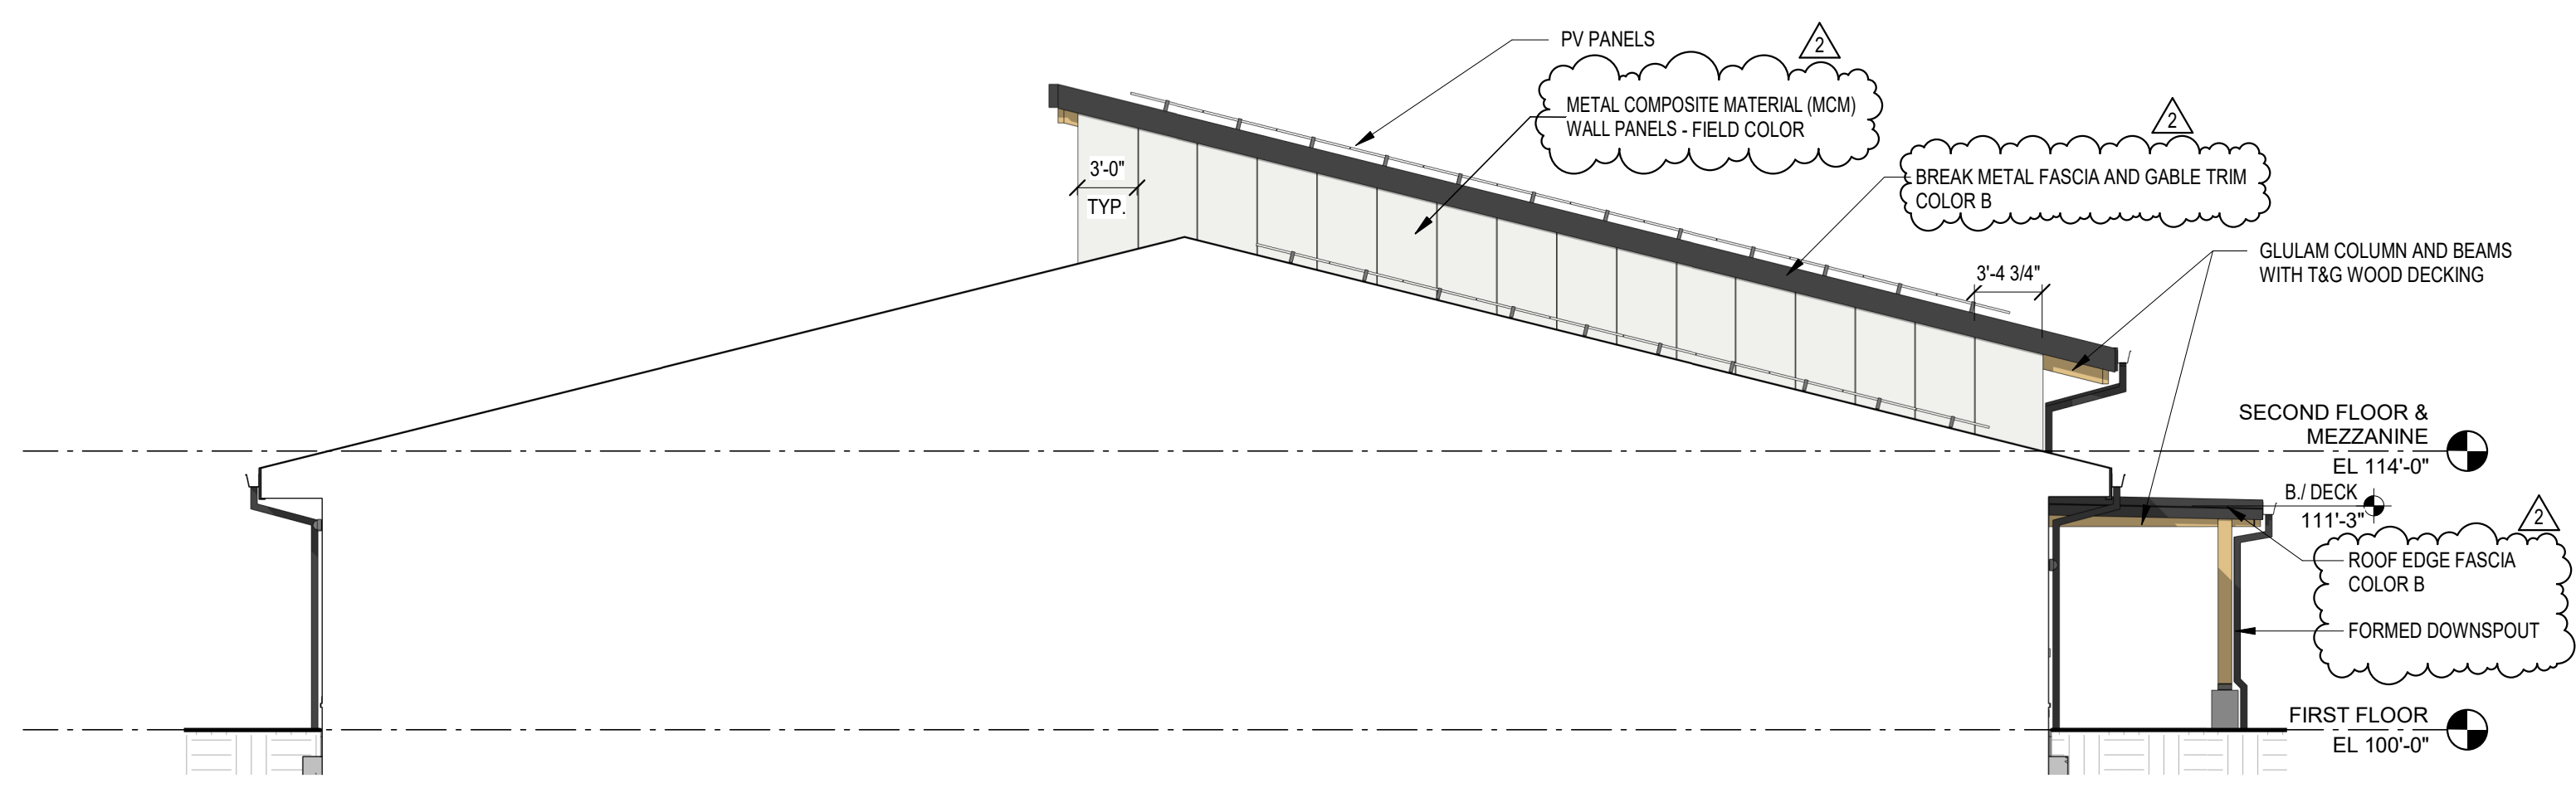 PV PANELS
2
METAL COMPOSITE MATERIAL (MCM)
WALL PANELS - FIELD COLOR
2
BREAK METAL FASCIA AND GABLE TRIM
COLOR B
3'-0"
TYP.
GLULAM COLUMN AND BEAMS
WITH T&G WOOD DECKING
3'-4 3/4"
SECOND FLOOR &
MEZZANINE
EL 114'-0"
B./ DECK
111'-3"
2
ROOF EDGE FASCIA
COLOR B
FORMED DOWNSPOUT
FIRST FLOOR
EL 100'-0"